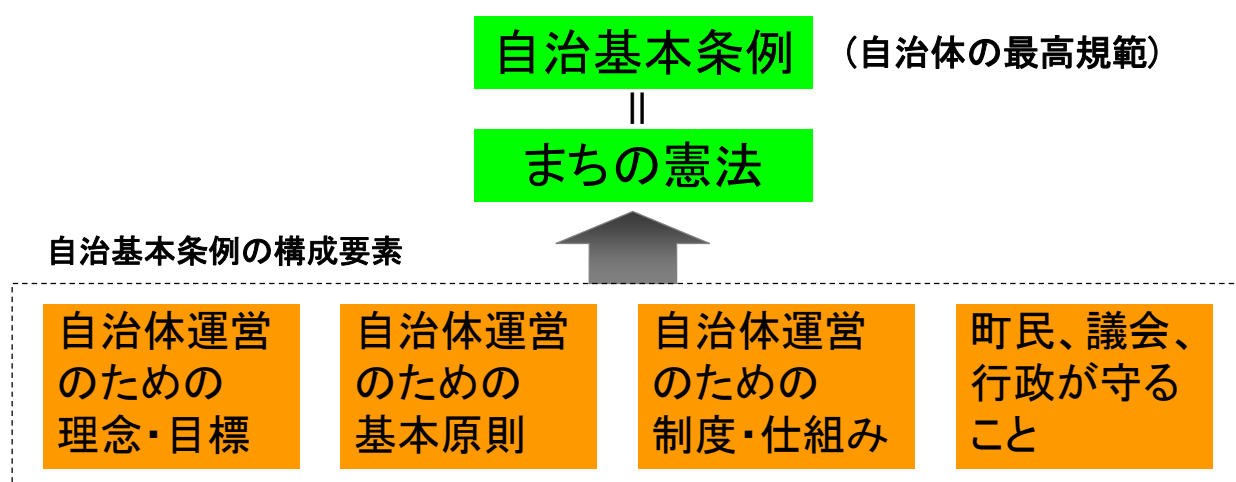 自治基本条例
(自治体の最高規範)
＝
まちの憲法
自治基本条例の構成要素
自治体運営
のための
理念・目標
自治体運営
のための
基本原則
自治体運営
のための
制度・仕組み
町民、議会、
行政が守る
こと